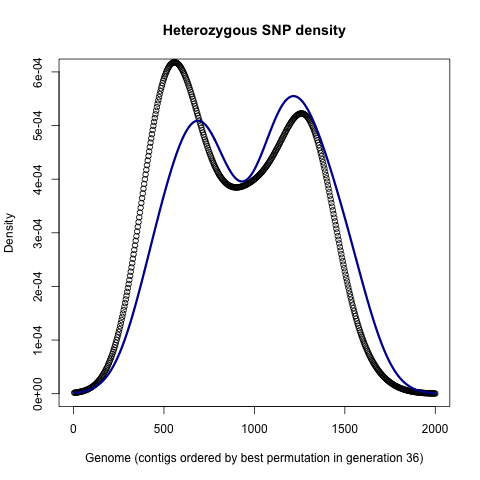 Heterozygous SNP density
6e-04
5e-04
4e-04
3e-04
2e-04
1e-04
0e+00
Density
0 500 1000 1500 2000
Genome (contigs ordered by best permutation in generation 36)